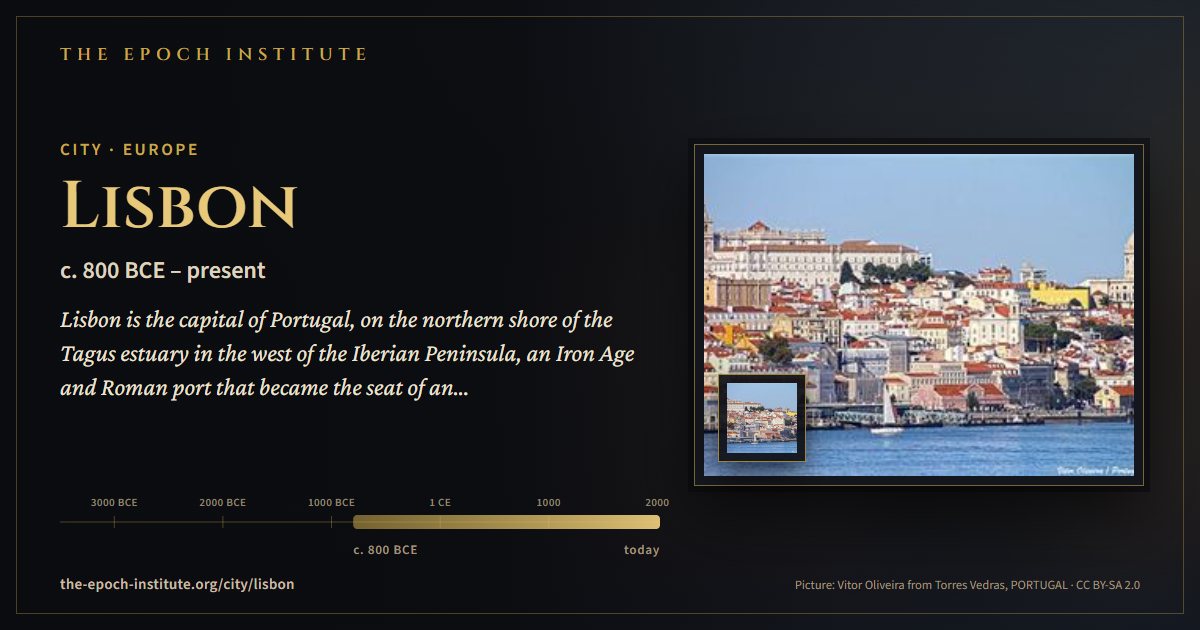 THE EPOCH INSTITUTE
CITY · EUROPE
LISBON
c. 800 BCE – present
Lisbon is the capital of Portugal, on the northern shore of the
Tagus estuary in the west of the Iberian Peninsula, an Iron Age
and Roman port that became the seat of an...
Vitor Oliveira | Portu
3000 BCE 2000 BCE 1000 BCE 1 CE 1000 2000
c. 800 BCE today
the-epoch-institute.org/city/lisbon
Picture: Vitor Oliveira from Torres Vedras, PORTUGAL · CC BY-SA 2.0